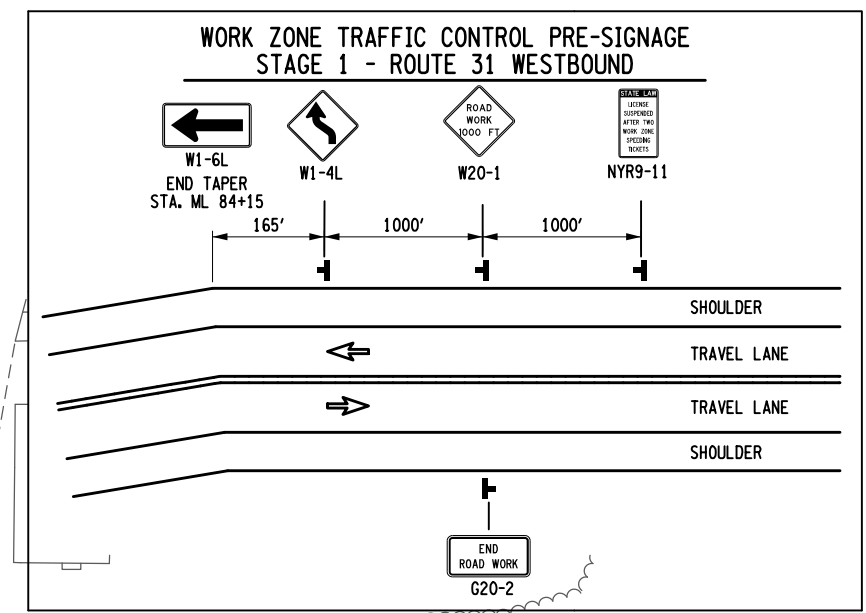 WORK ZONE TRAFFIC CONTROL PRE-SIGNAGE
STAGE 1 - ROUTE 31 WESTBOUND
W1-6L
END TAPER
STA. ML 84+15
W1-4L
ROAD
WORK
1000 FT
W20-1
STATE LAW
LICENSE
SUSPENDED
AFTER TWO
WORK ZONE
SPEEDING
TICKETS
NYR9-11
165'
1000'
1000'
SHOULDER
TRAVEL LANE
TRAVEL LANE
SHOULDER
END
ROAD WORK
G20-2